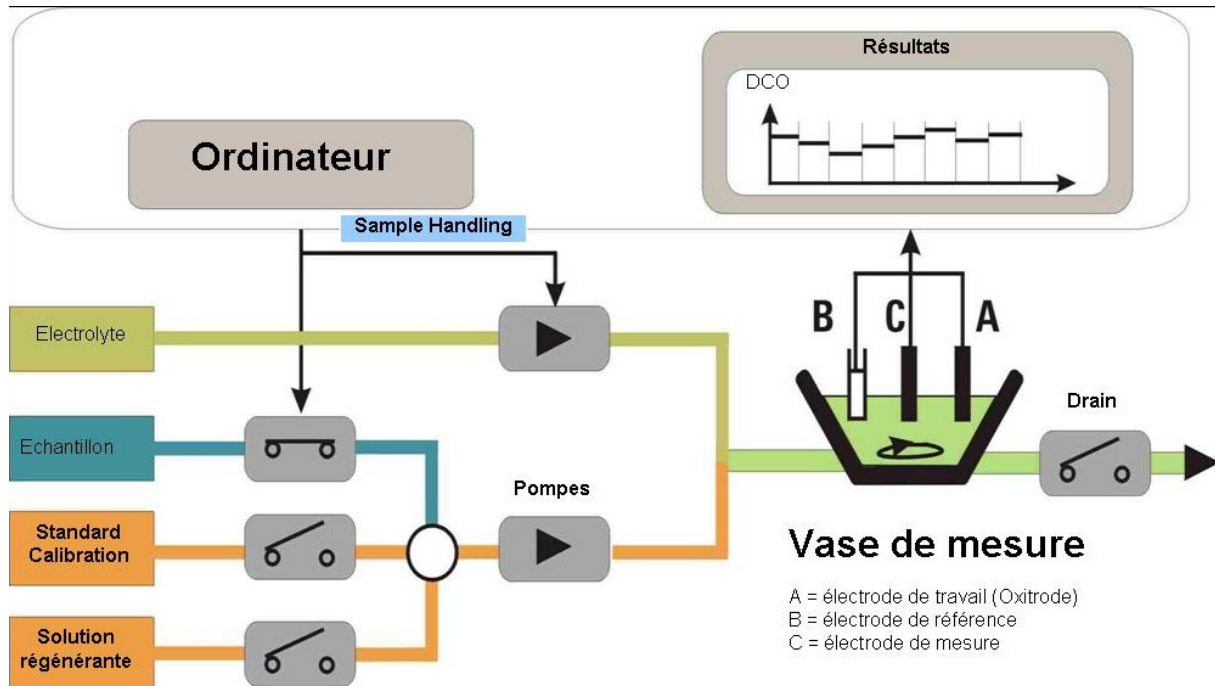 Résultats
DCO
Ordinateur
Sample Handling
Electrolyte
B C A
Echantillon
Drain
Pompes
Standard
Calibration
Vase de mesure
A = électrode de travail (Oxitrode)
B = électrode de référence
C = électrode de mesure
Solution
régénérante